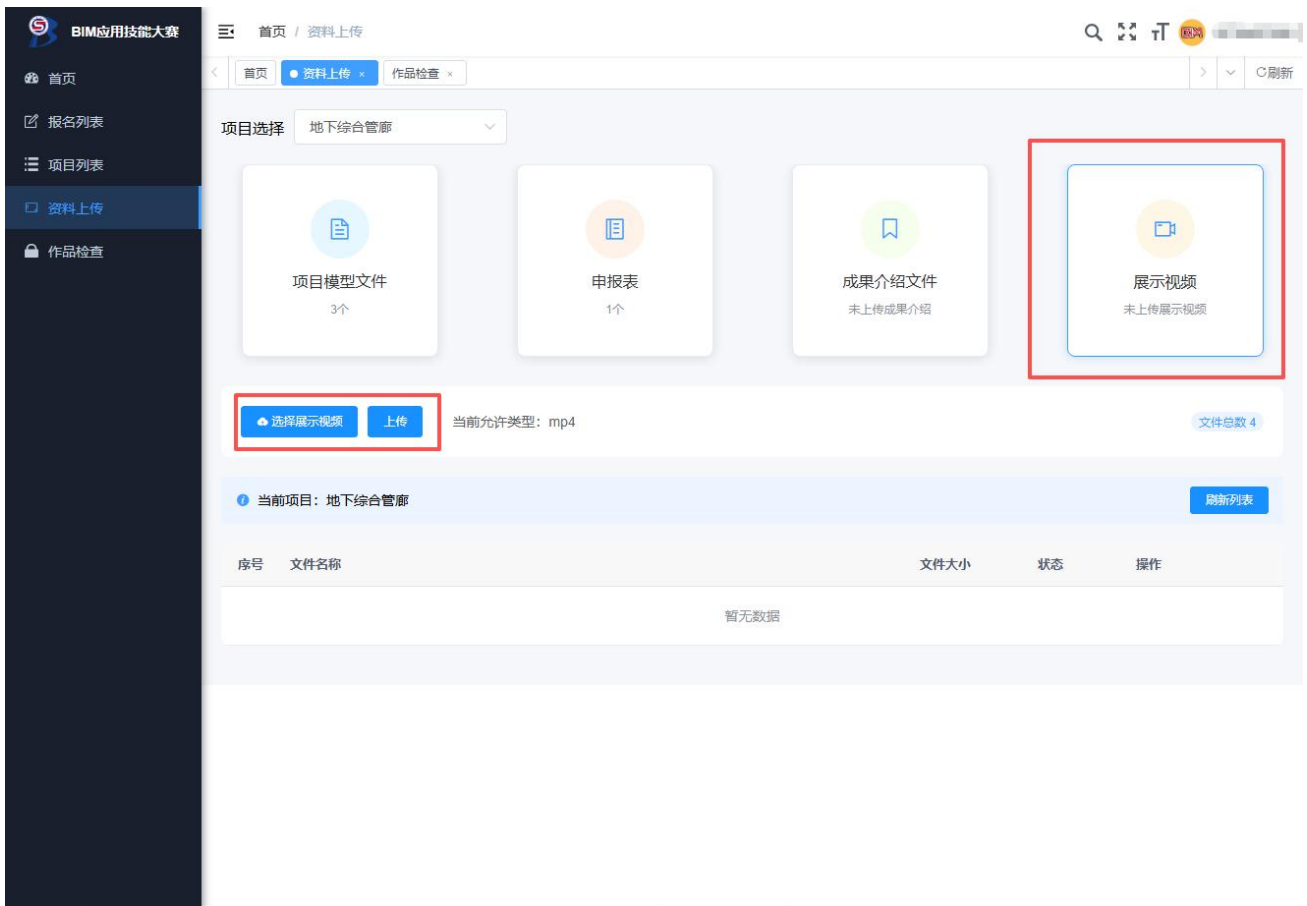 BIM应用技能大赛
首页 / 资料上传
首页
首页
资料上传 ×
作品检查 ×
刷新
报名列表
项目列表
资料上传
作品检查
项目选择
地下综合管廊
项目模型文件
3个
申报表
1个
成果介绍文件
未上传成果介绍
展示视频
未上传展示视频
选择展示视频
上传
当前允许类型：mp4
文件总数 4
当前项目：地下综合管廊
刷新列表
序号 文件名称 文件大小 状态 操作
暂无数据